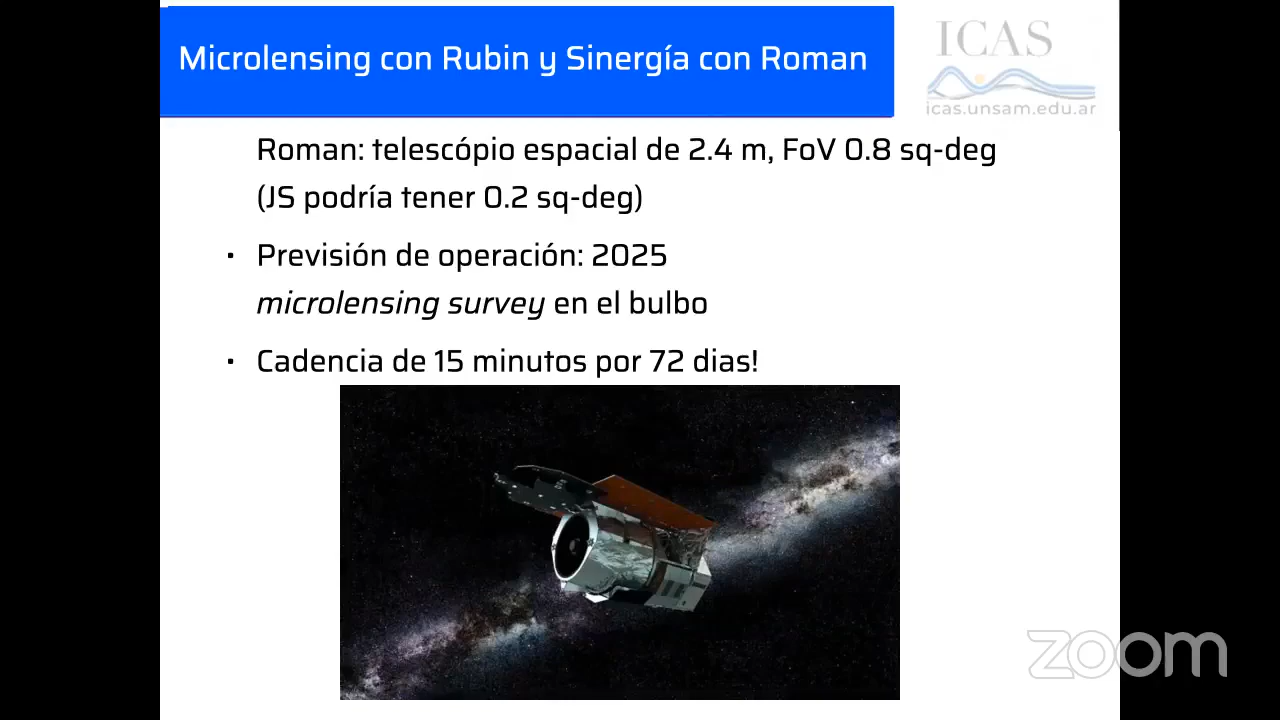 Microlensing con Rubin y Sinergía con Roman
ICAS
icas.unsam.edu.ar
Roman: telescópio espacial de 2.4 m, FoV 0.8 sq-deg
(JS podría tener 0.2 sq-deg)
· Previsión de operación: 2025
microlensing survey en el bulbo
· Cadencia de 15 minutos por 72 dias!
zoom